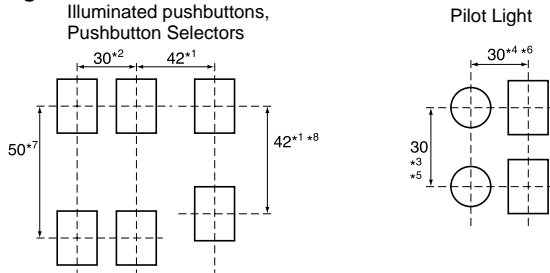 Illuminated pushbuttons,
Pushbutton Selectors
30*2
42*1
50*7
42*1 *8
Pilot Light
30*4 *6
30
*3
*5